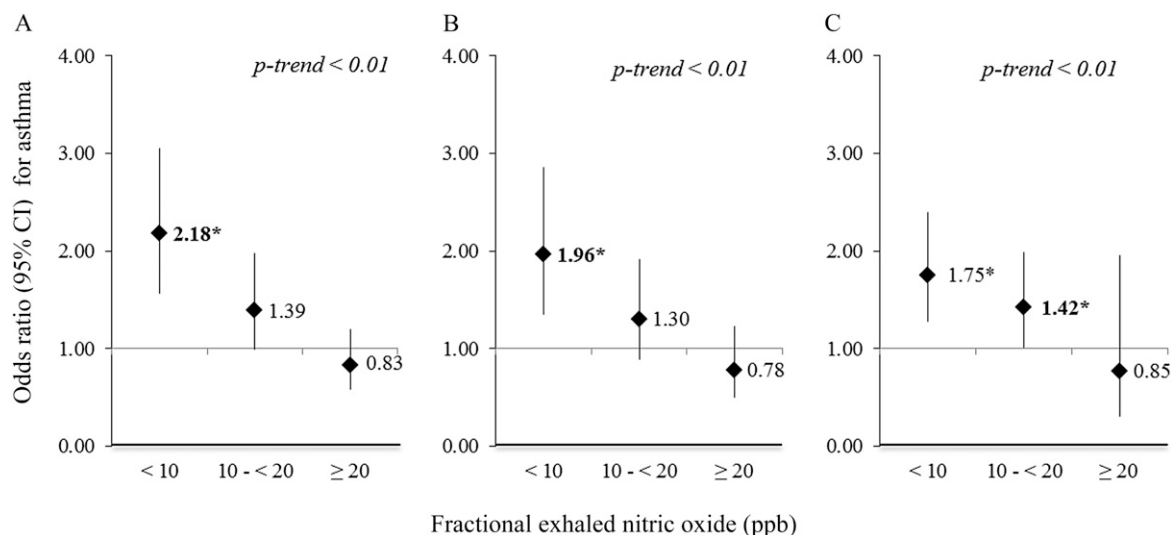 A
B
C
Odds ratio (95% CI) for asthma
4.00
3.00
2.00
1.00
0.00
p-trend < 0.01
2.18*
1.39
0.83
< 10
10 - < 20
≥ 20
4.00
3.00
2.00
1.00
0.00
p-trend < 0.01
1.96*
1.30
0.78
< 10
10 - < 20
≥ 20
4.00
3.00
2.00
1.00
0.00
p-trend < 0.01
1.75*
1.42*
0.85
< 10
10 - < 20
≥ 20
Fractional exhaled nitric oxide (ppb)